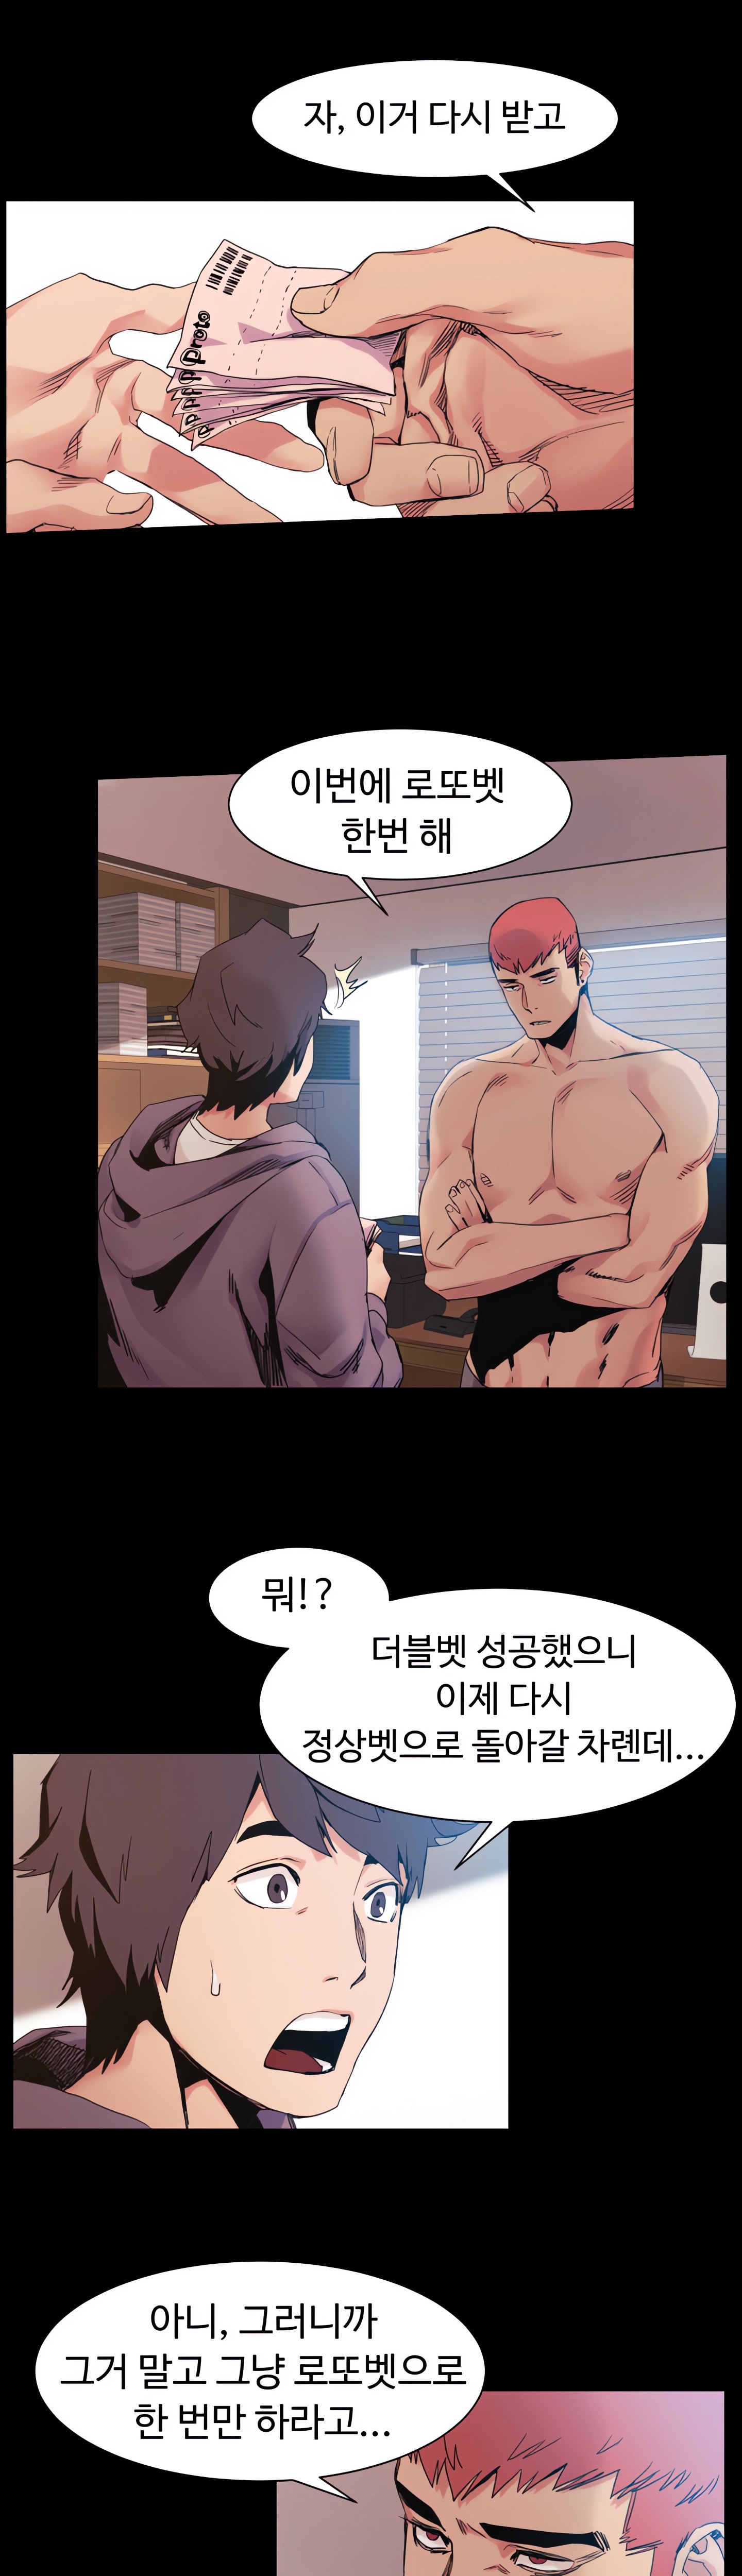 자, 이거 다시 받고
Proto
이번에 로또벳
한번 해
뭐!?
더블벳 성공했으니
이제 다시
정상벳으로 돌아갈 차롄데...
아니, 그러니까
그거 말고 그냥 로또벳으로
한 번만 하라고...